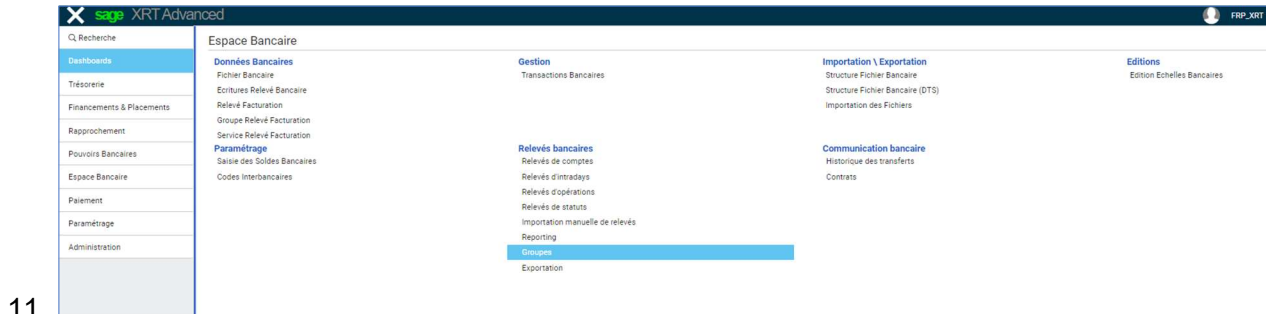 sage XRT Advanced
FRP_XRT
Recherche
Dashboards
Trésorerie
Financements & Placements
Rapprochement
Pouvoirs Bancaires
Espace Bancaire
Paiement
Paramétrage
Administration
Espace Bancaire
Données Bancaires
Fichier Bancaire
Ecritures Relevé Bancaire
Relevé Facturation
Groupe Relevé Facturation
Service Relevé Facturation
Gestion
Transactions Bancaires
Importation \ Exportation
Structure Fichier Bancaire
Structure Fichier Bancaire (DTS)
Importation des Fichiers
Editions
Edition Echelles Bancaires
Paramétrage
Saisie des Soldes Bancaires
Codes Interbancaires
Relevés bancaires
Relevés de comptes
Relevés d'intradays
Relevés d'opérations
Relevés de statuts
Importation manuelle de relevés
Reporting
Groupes
Exportation
Communication bancaire
Historique des transferts
Contrats
11